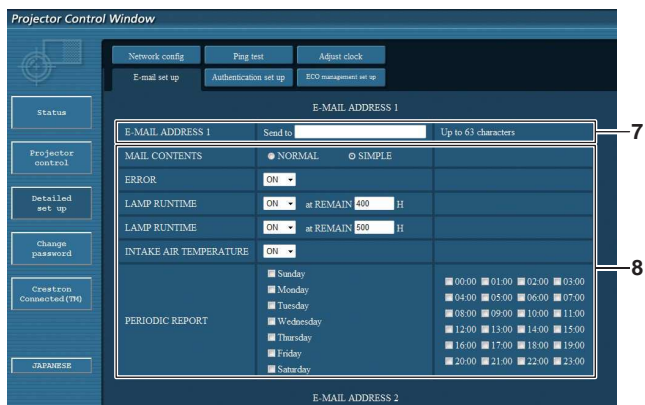 Projector Control Window
Network config Ping test Adjust clock
E-mail set up Authentication set up ECO management set up
Status
Projector control
Detailed set up
Change password
Crestron Connected(TM)
JAPANESE
E-MAIL ADDRESS 1
E-MAIL ADDRESS 1 Send to Up to 63 characters
7
MAIL CONTENTS NORMAL SIMPLE
ERROR ON
LAMP RUNTIME ON at REMAIN 400 H
LAMP RUNTIME ON at REMAIN 500 H
INTAKE AIR TEMPERATURE ON
8
PERIODIC REPORT
Sunday
Monday
Tuesday
Wednesday
Thursday
Friday
Saturday
00:00 01:00 02:00 03:00
04:00 05:00 06:00 07:00
08:00 09:00 10:00 11:00
12:00 13:00 14:00 15:00
16:00 17:00 18:00 19:00
20:00 21:00 22:00 23:00
E-MAIL ADDRESS 2